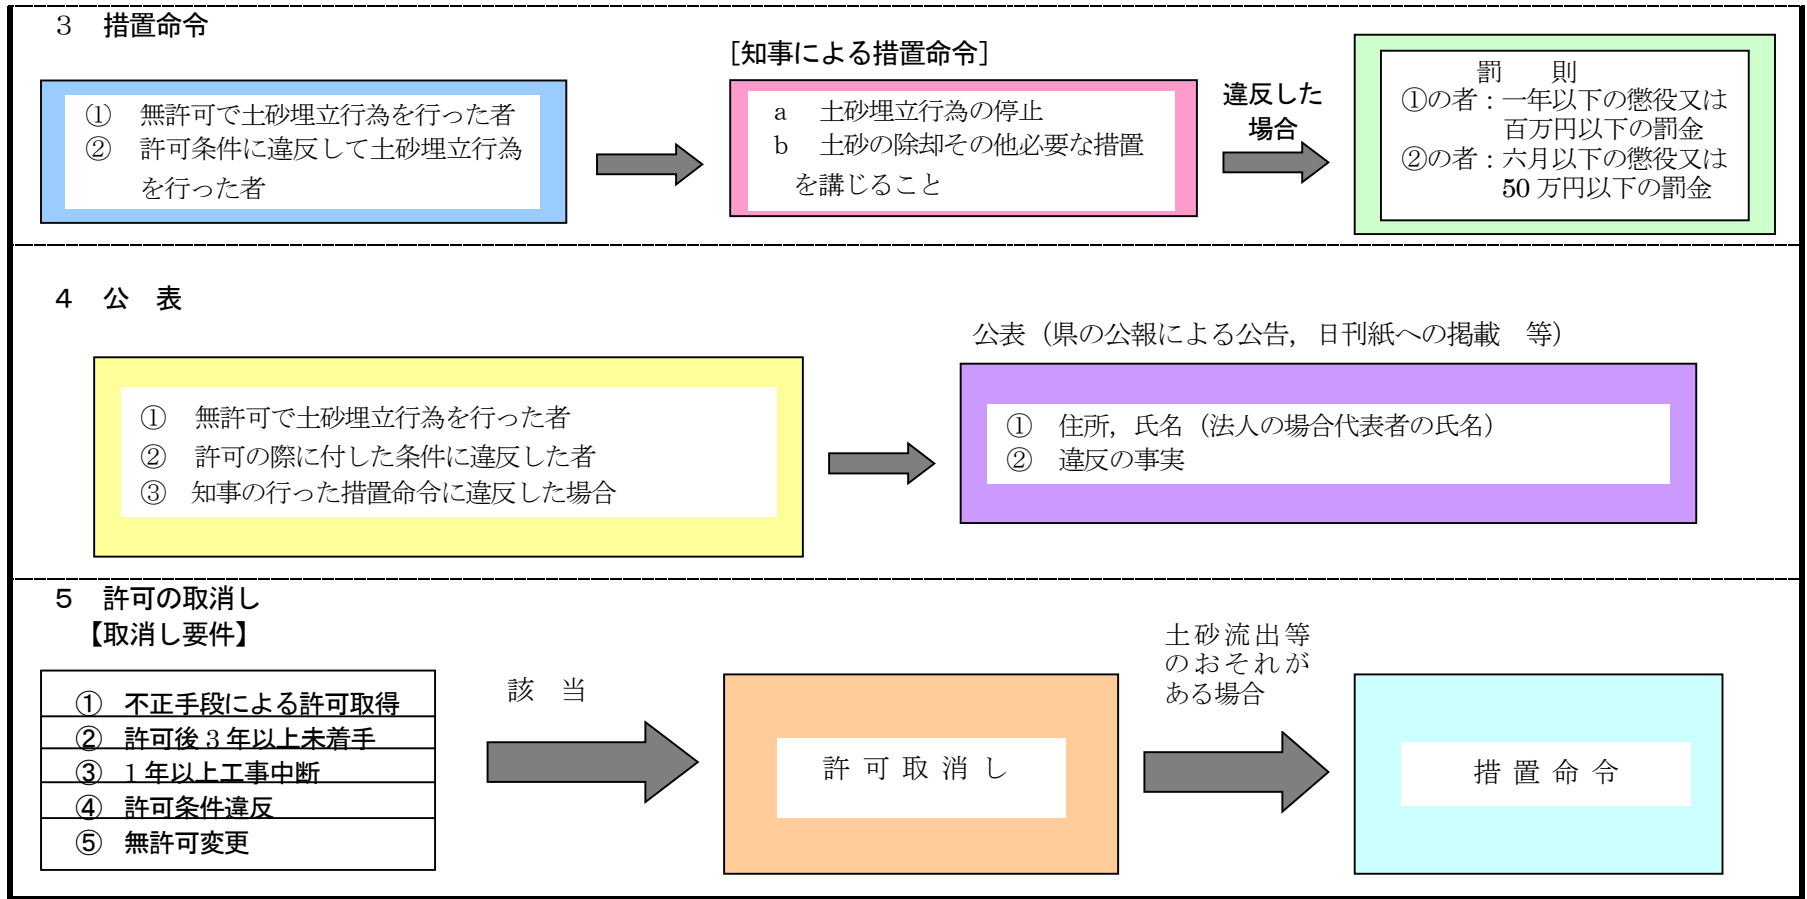 ３　措置命令
［知事による措置命令］
①　無許可で土砂埋立行為を行った者
②　許可条件に違反して土砂埋立行為
を行った者
a　土砂埋立行為の停止
b　土砂の除却その他必要な措置
を講じること
違反した
場合
罰　則
①の者：一年以下の懲役又は
百万円以下の罰金
②の者：六月以下の懲役又は
50 万円以下の罰金
４　公　表
公表（県の公報による公告，日刊紙への掲載　等）
①　無許可で土砂埋立行為を行った者
②　許可の際に付した条件に違反した者
③　知事の行った措置命令に違反した場合
①　住所，氏名（法人の場合代表者の氏名）
②　違反の事実
５　許可の取消し
【取消し要件】
①　不正手段による許可取得
②　許可後 3 年以上未着手
③　1 年以上工事中断
④　許可条件違反
⑤　無許可変更
該　当
許 可 取 消 し
土砂流出等
のおそれが
ある場合
措 置 命 令